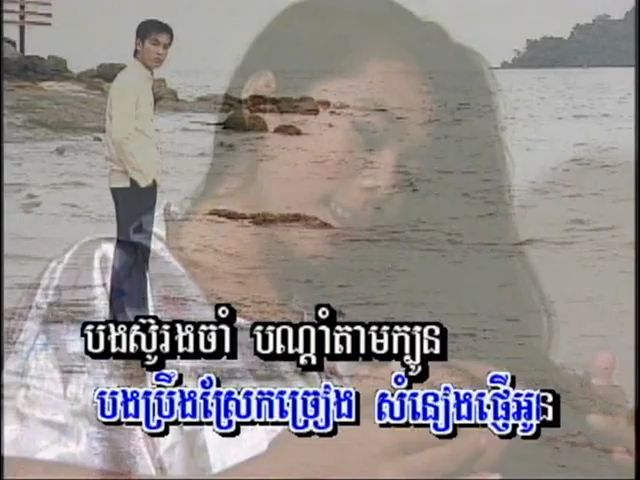 បងស៊ូរងចាំ បណ្ដាំតាមក្បួន
បងប្រឹងស្រែកច្រៀង សំនៀងផ្ញើអូន